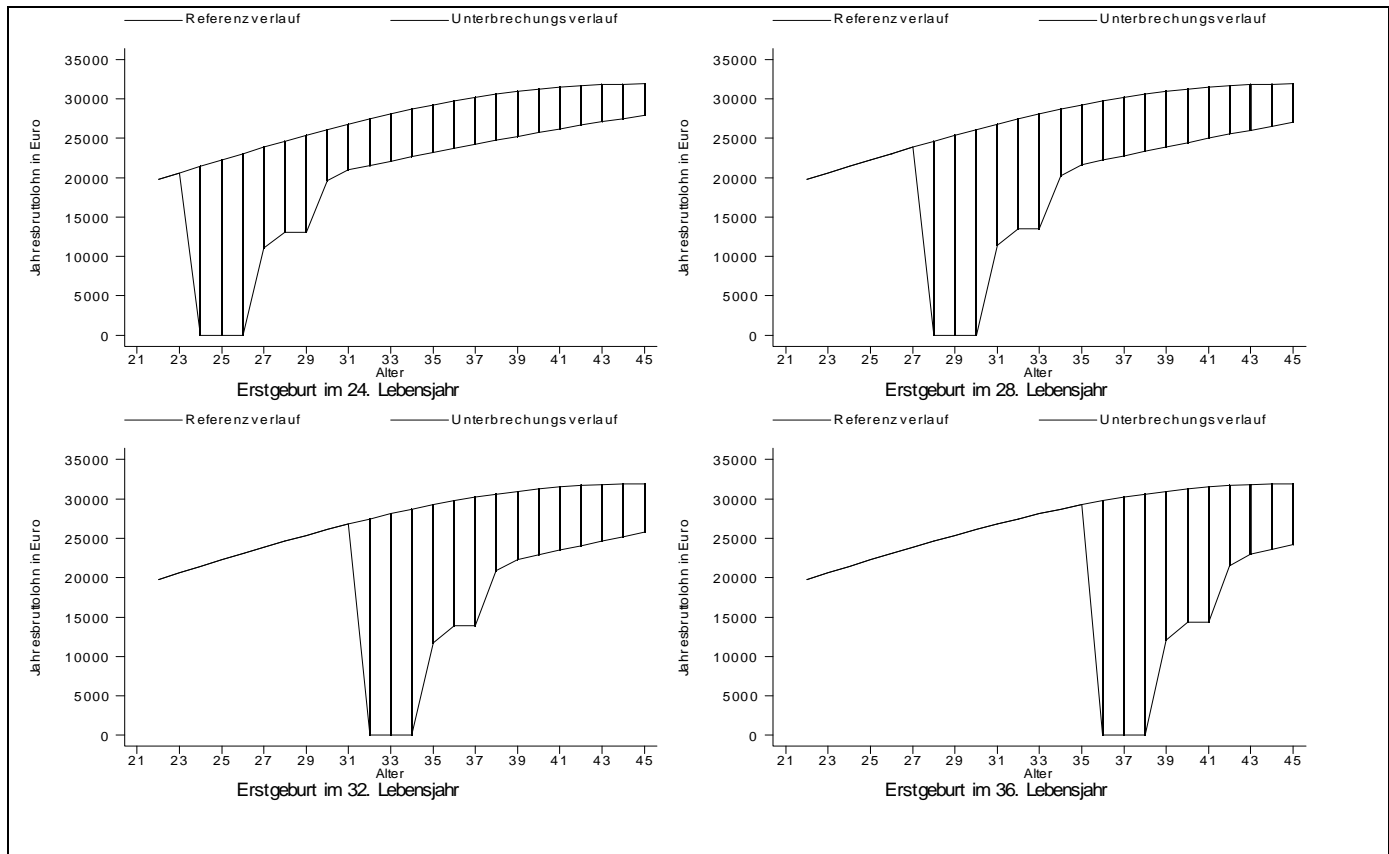 Referenzverlauf Unterbrechungsverlauf
Jahresbruttolohn in Euro
35000
30000
25000
20000
15000
10000
5000
0
21 23 25 27 29 31 33 35 37 39 41 43 45
Alter
Erstgeburt im 24. Lebensjahr
Referenzverlauf Unterbrechungsverlauf
Jahresbruttolohn in Euro
35000
30000
25000
20000
15000
10000
5000
0
21 23 25 27 29 31 33 35 37 39 41 43 45
Alter
Erstgeburt im 28. Lebensjahr
Referenzverlauf Unterbrechungsverlauf
Jahresbruttolohn in Euro
35000
30000
25000
20000
15000
10000
5000
0
21 23 25 27 29 31 33 35 37 39 41 43 45
Alter
Erstgeburt im 32. Lebensjahr
Referenzverlauf Unterbrechungsverlauf
Jahresbruttolohn in Euro
35000
30000
25000
20000
15000
10000
5000
0
21 23 25 27 29 31 33 35 37 39 41 43 45
Alter
Erstgeburt im 36. Lebensjahr